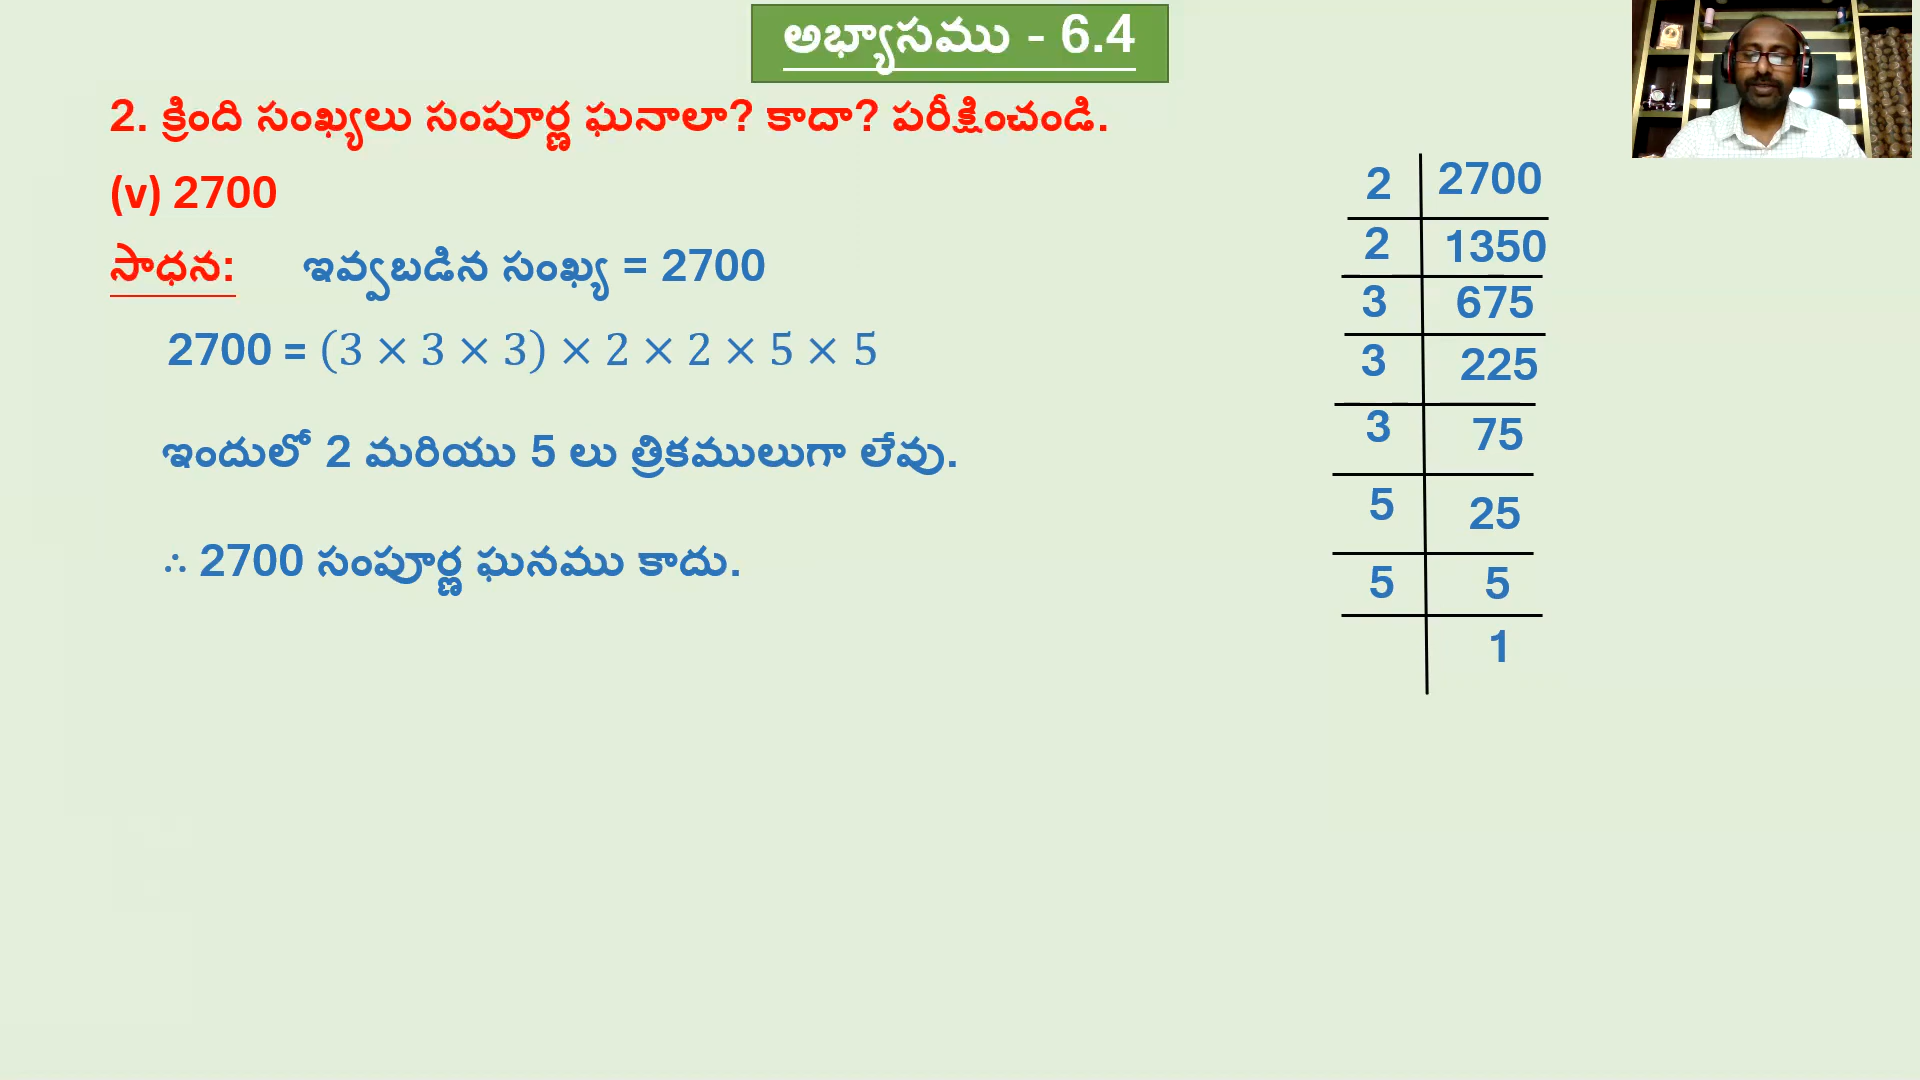 అభ్యాసము - 6.4
2. క్రింది సంఖ్యలు సంపూర్ణ ఘనాలా? కాదా? పరీక్షించండి.
(v) 2700
సాధన: ఇవ్వబడిన సంఖ్య = 2700
2700 = (3 × 3 × 3) × 2 × 2 × 5 × 5
ఇందులో 2 మరియు 5 లు త్రికములుగా లేవు.
∴ 2700 సంపూర్ణ ఘనము కాదు.
2 2700
2 1350
3 675
3 225
3 75
5 25
5 5
1